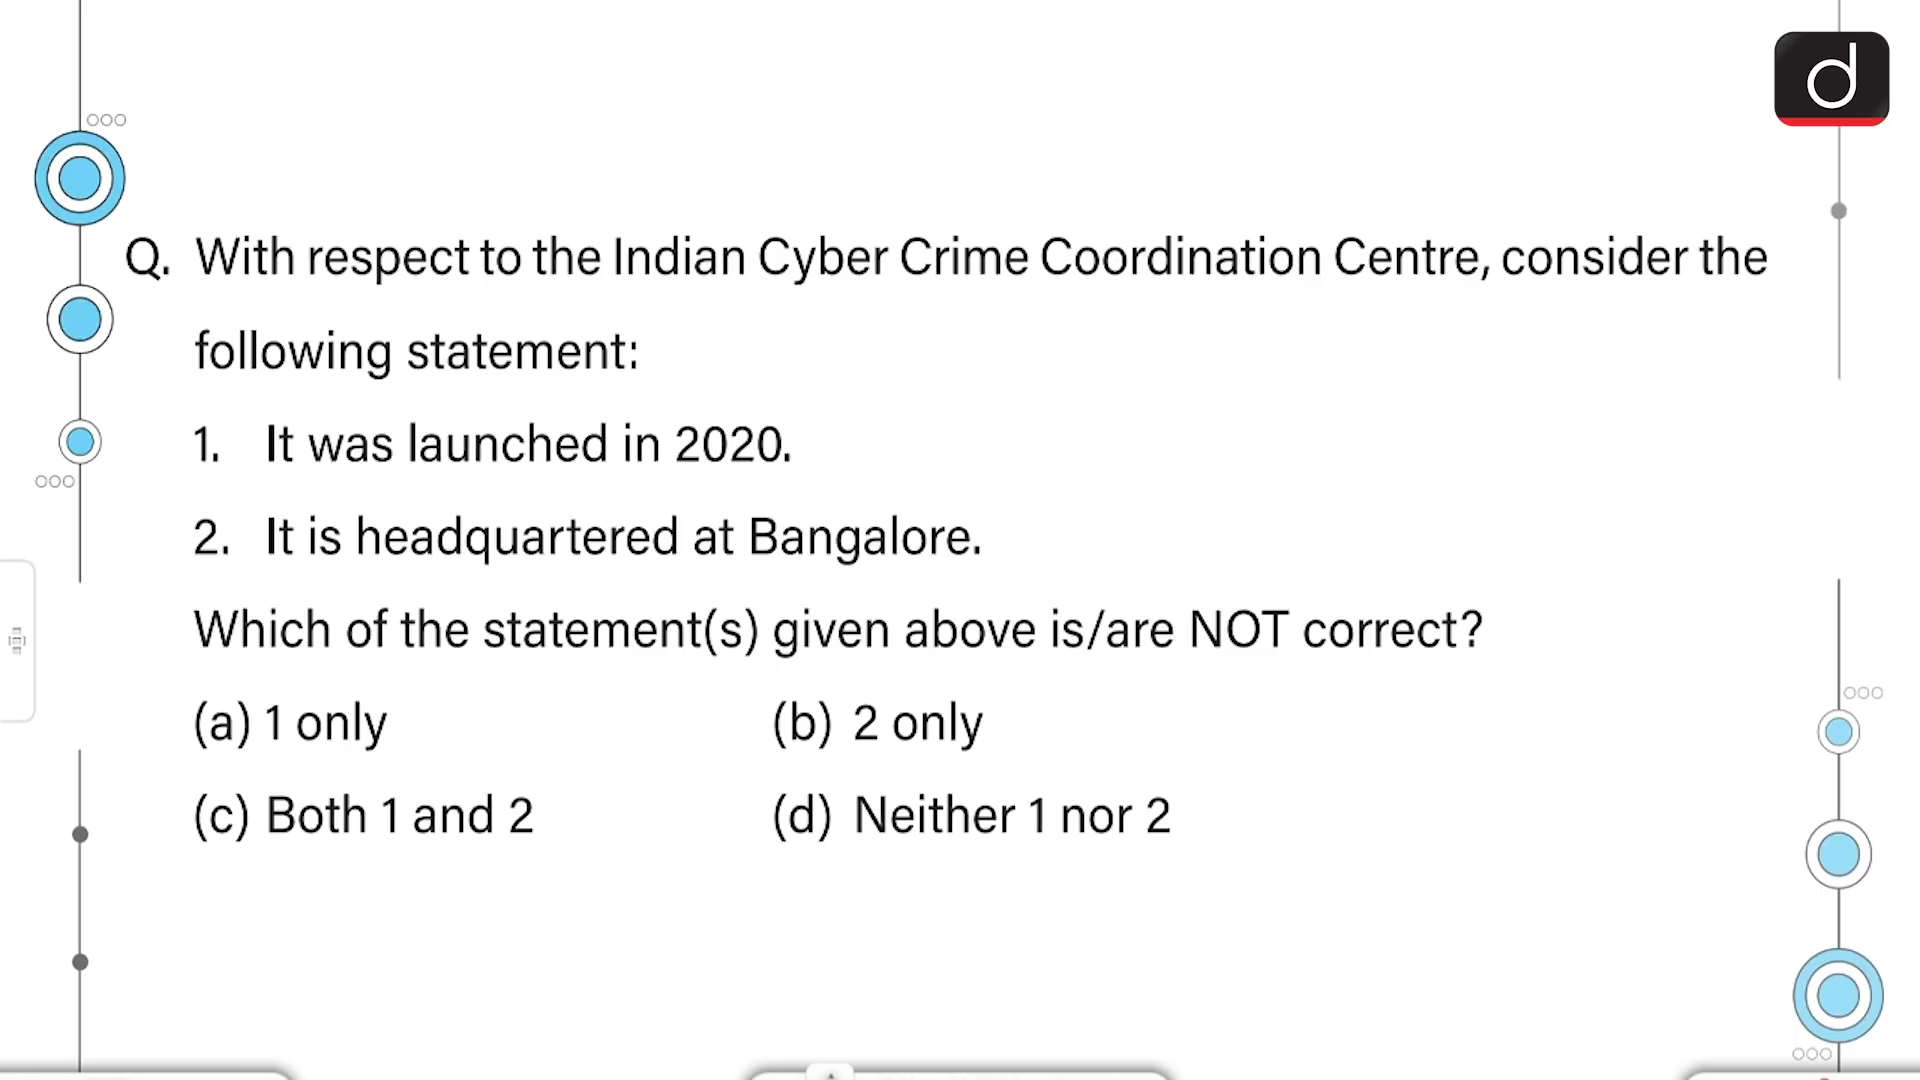 d
Q. With respect to the Indian Cyber Crime Coordination Centre, consider the
following statement:
1. It was launched in 2020.
2. It is headquartered at Bangalore.
Which of the statement(s) given above is/are NOT correct?
(a) 1 only (b) 2 only
(c) Both 1 and 2 (d) Neither 1 nor 2